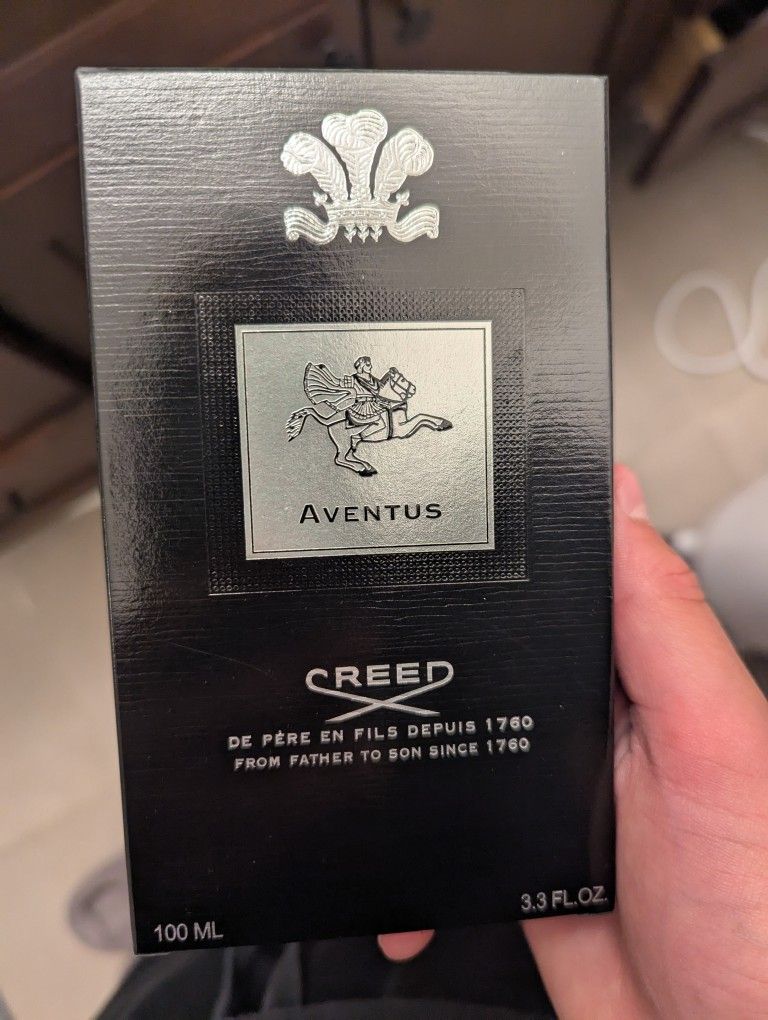 AVENTUS
CREED
DE PÈRE EN FILS DEPUIS 1760
FROM FATHER TO SON SINCE 1760
100 ML
3.3 FL.OZ.